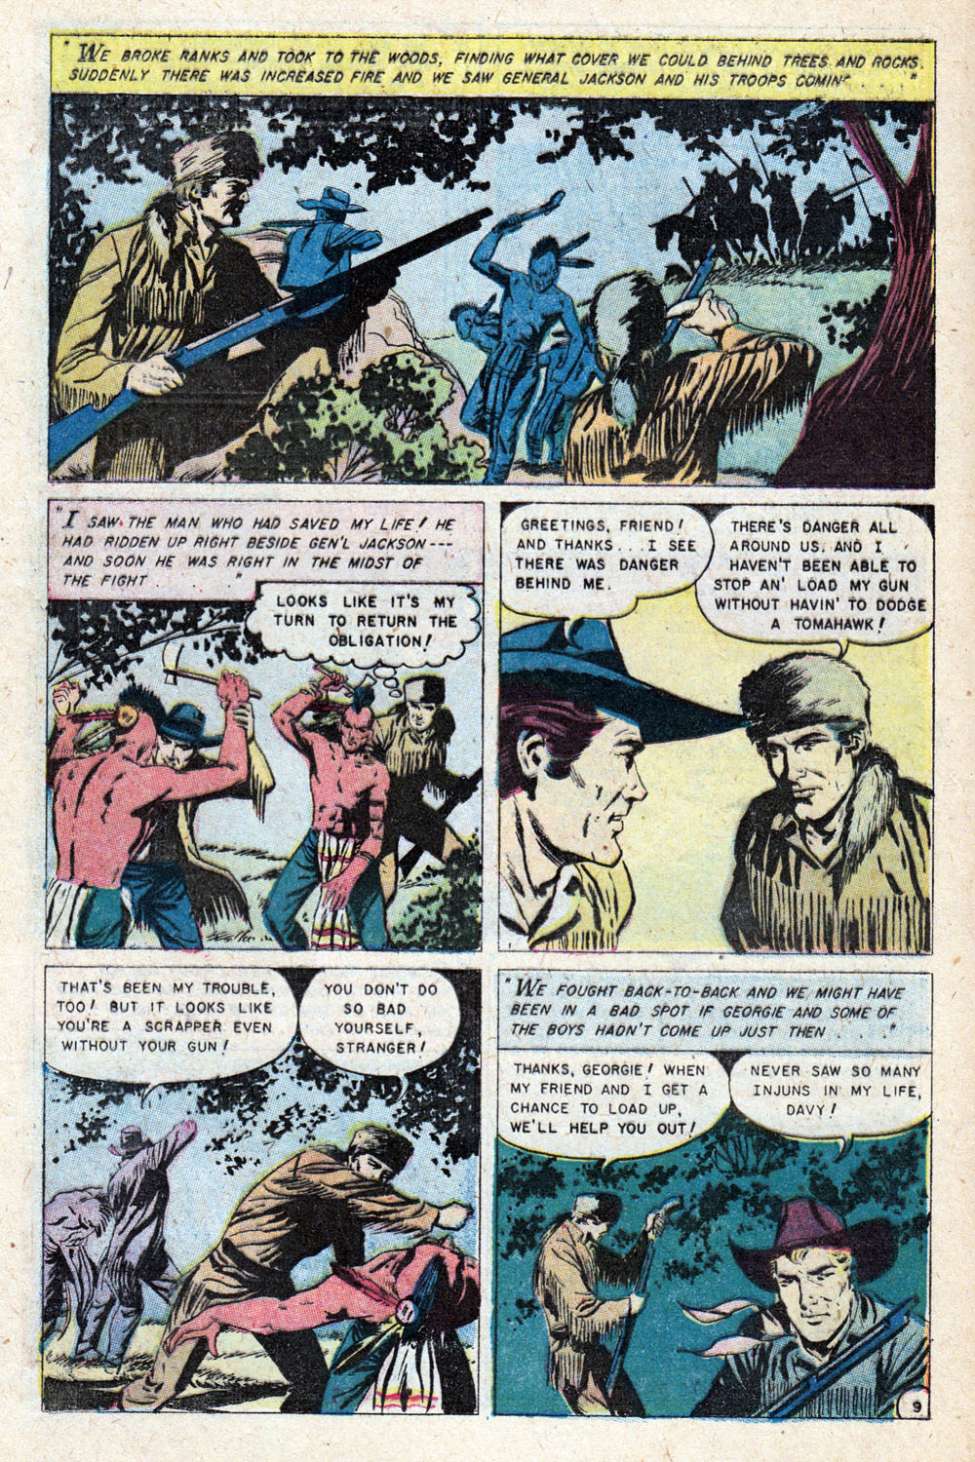 "WE BROKE RANKS AND TOOK TO THE WOODS, FINDING WHAT COVER WE COULD BEHIND TREES AND ROCKS.
SUDDENLY THERE WAS INCREASED FIRE AND WE SAW GENERAL JACKSON AND HIS TROOPS COMIN' . . ."
"I SAW THE MAN WHO HAD SAVED MY LIFE! HE
HAD RIDDEN UP RIGHT BESIDE GEN'L JACKSON---
AND SOON HE WAS RIGHT IN THE MIDST OF
THE FIGHT . . ."
LOOKS LIKE IT'S MY
TURN TO RETURN THE
OBLIGATION!
GREETINGS, FRIEND!
AND THANKS...I SEE
THERE WAS DANGER
BEHIND ME.
THERE'S DANGER ALL
AROUND US, AND I
HAVEN'T BEEN ABLE TO
STOP AN' LOAD MY GUN
WITHOUT HAVIN' TO DODGE
A TOMAHAWK!
THAT'S BEEN MY TROUBLE,
TOO! BUT IT LOOKS LIKE
YOU'RE A SCRAPPER EVEN
WITHOUT YOUR GUN!
YOU DON'T DO
SO BAD
YOURSELF,
STRANGER!
"WE FOUGHT BACK-TO-BACK AND WE MIGHT HAVE
BEEN IN A BAD SPOT IF GEORGIE AND SOME OF
THE BOYS HADN'T COME UP JUST THEN . . . ."
THANKS, GEORGIE! WHEN
MY FRIEND AND I GET A
CHANCE TO LOAD UP,
WE'LL HELP YOU OUT!
NEVER SAW SO MANY
INJUNS IN MY LIFE,
DAVY!
9